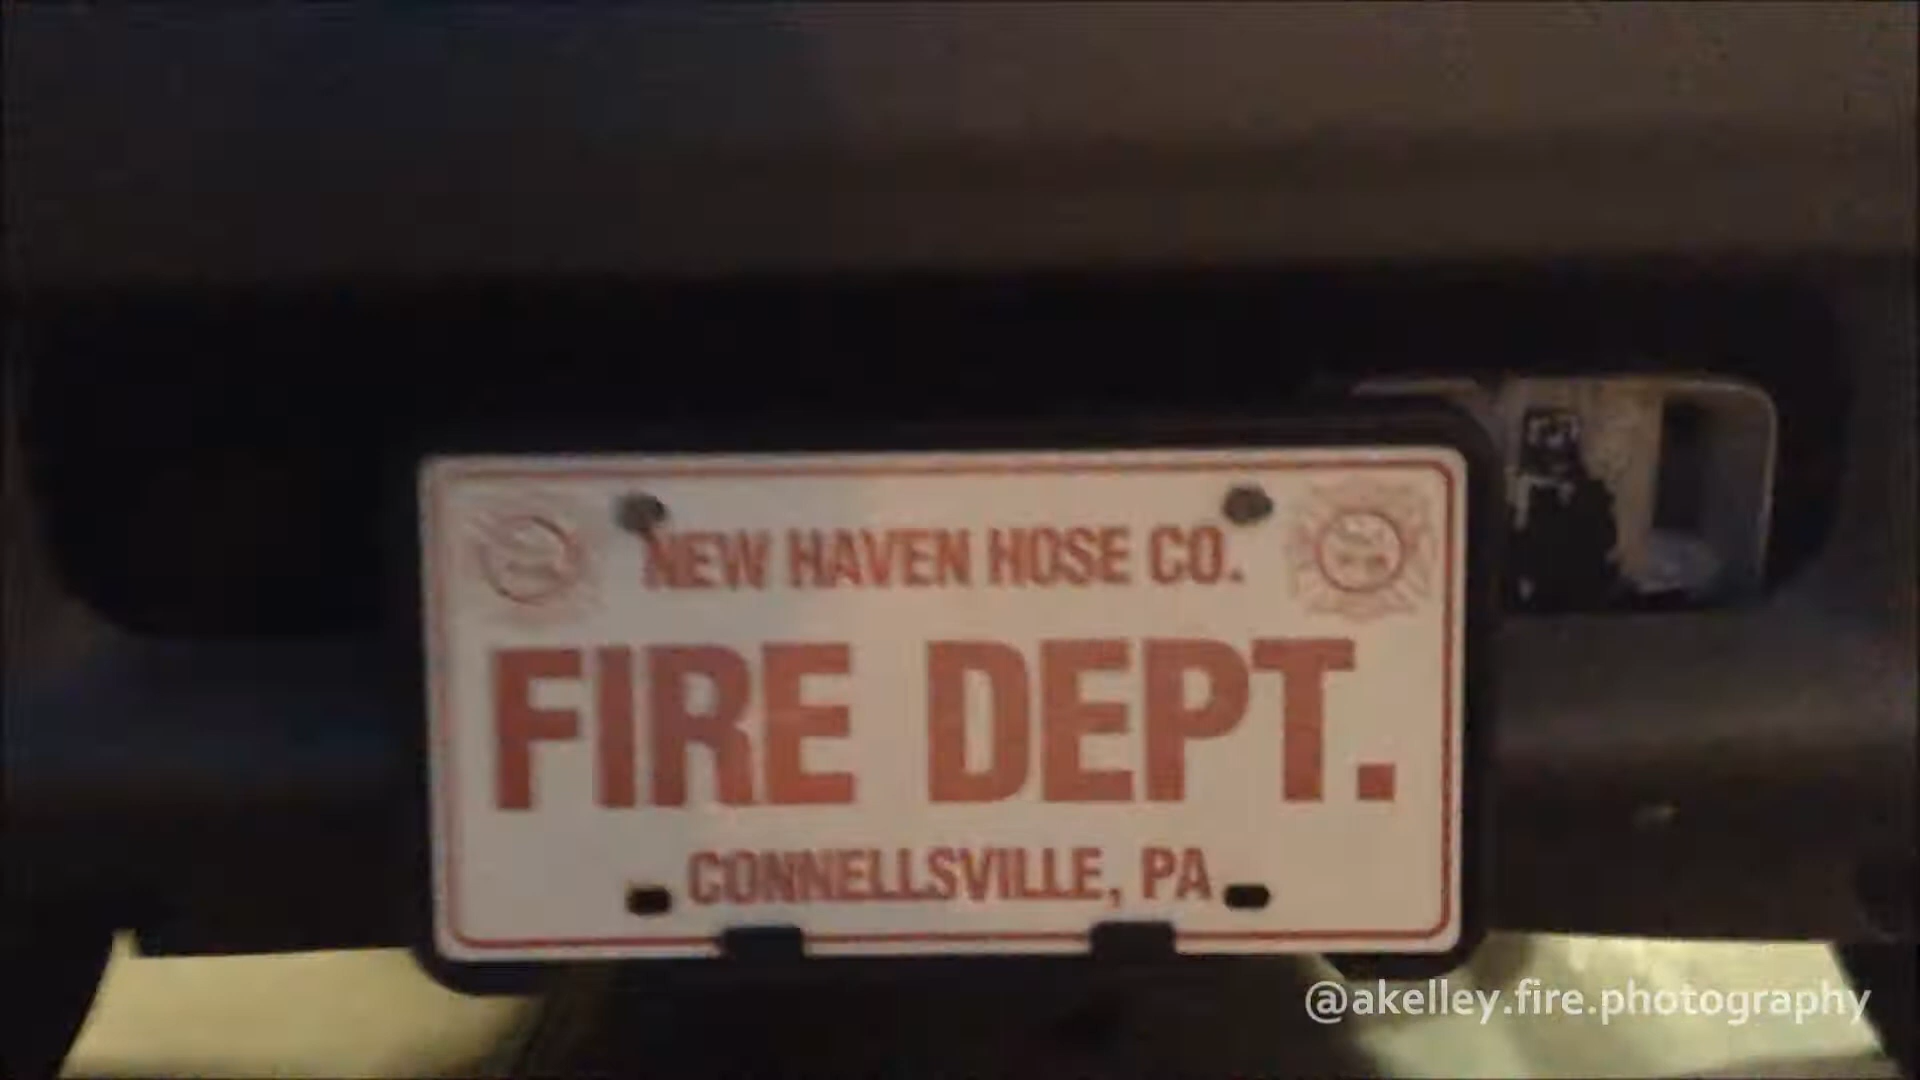 NEW HAVEN HOSE CO.
FIRE DEPT.
CONNELLSVILLE, PA
@akelley.fire.photography